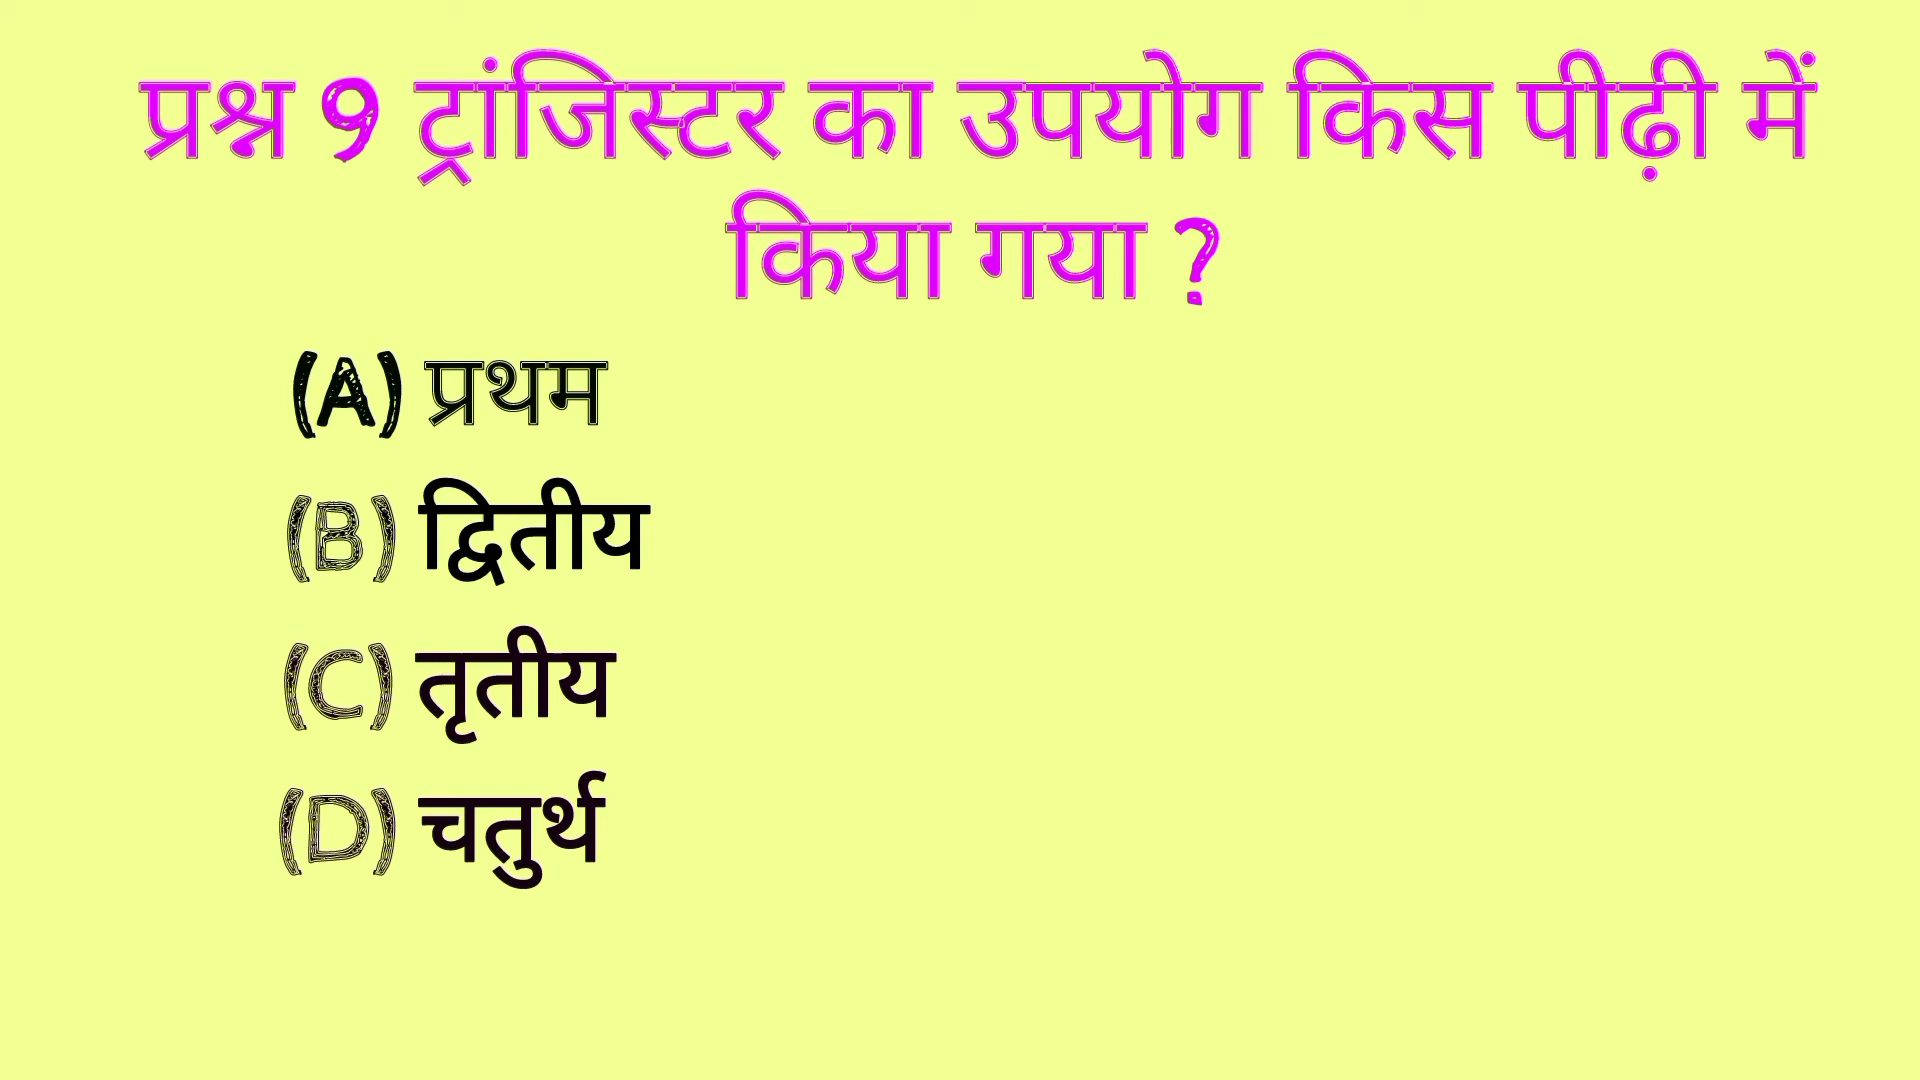 प्रश्न 9 ट्रांजिस्टर का उपयोग किस पीढ़ी में
किया गया ?
(A) प्रथम
(B) द्वितीय
(C) तृतीय
(D) चतुर्थ